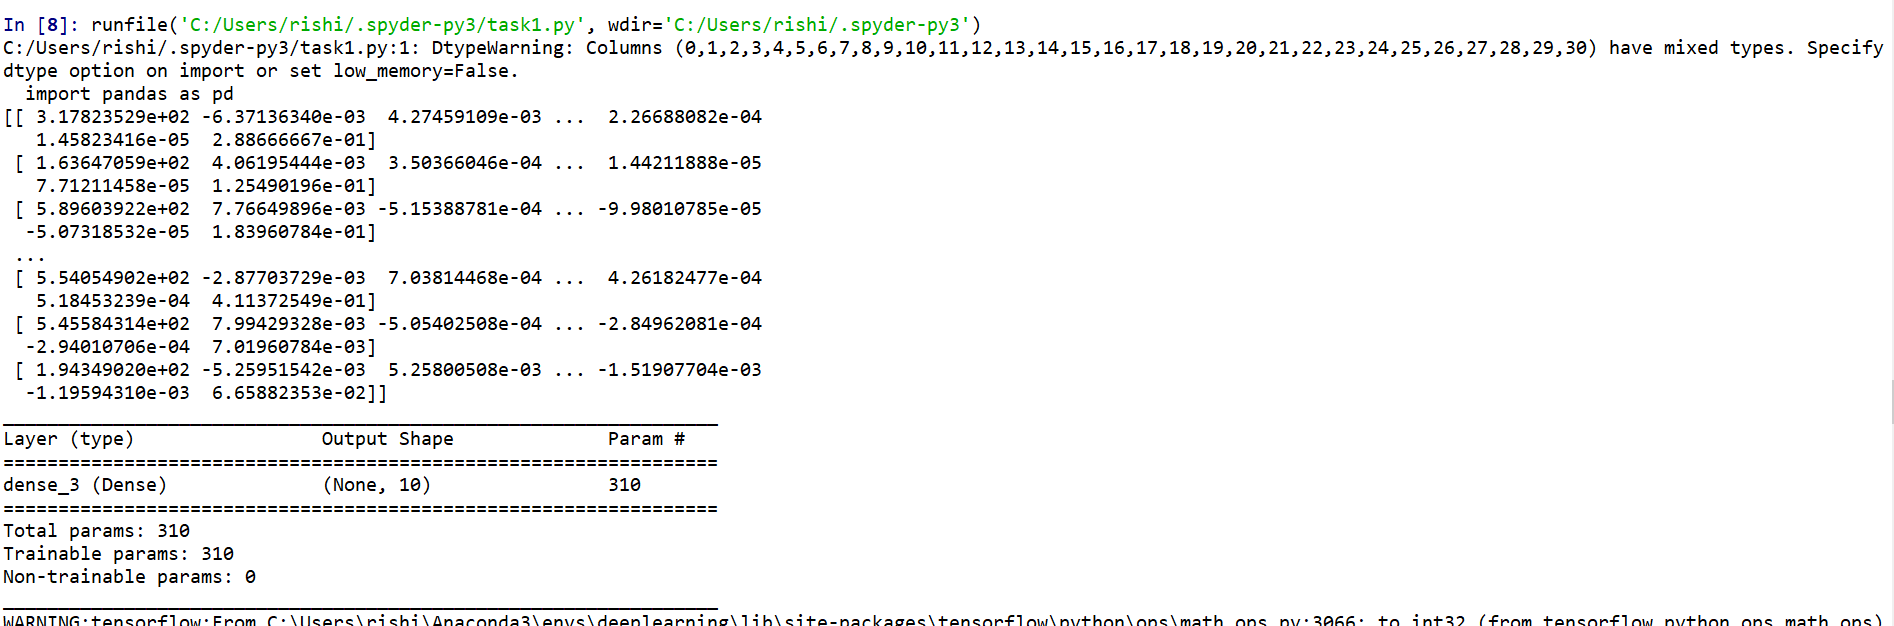 In [8]: runfile('C:/Users/rishi/.spyder-py3/task1.py', wdir='C:/Users/rishi/.spyder-py3')
C:/Users/rishi/.spyder-py3/task1.py:1: DtypeWarning: Columns (0,1,2,3,4,5,6,7,8,9,10,11,12,13,14,15,16,17,18,19,20,21,22,23,24,25,26,27,28,29,30) have mixed types. Specify
dtype option on import or set low_memory=False.
  import pandas as pd
[[ 3.17823529e+02 -6.37136340e-03  4.27459109e-03 ...  2.26688082e-04
   1.45823416e-05  2.88666667e-01]
 [ 1.63647059e+02  4.06195444e-03  3.50366046e-04 ...  1.44211888e-05
   7.71211458e-05  1.25490196e-01]
 [ 5.89603922e+02  7.76649896e-03 -5.15388781e-04 ... -9.98010785e-05
  -5.07318532e-05  1.83960784e-01]
 ...
 [ 5.54054902e+02 -2.87703729e-03  7.03814468e-04 ...  4.26182477e-04
   5.18453239e-04  4.11372549e-01]
 [ 5.45584314e+02  7.99429328e-03 -5.05402508e-04 ... -2.84962081e-04
  -2.94010706e-04  7.01960784e-03]
 [ 1.94349020e+02 -5.25951542e-03  5.25800508e-03 ... -1.51907704e-03
  -1.19594310e-03  6.65882353e-02]]
_________________________________________________________________
Layer (type)                 Output Shape              Param #
=================================================================
dense_3 (Dense)              (None, 10)                310
=================================================================
Total params: 310
Trainable params: 310
Non-trainable params: 0
_________________________________________________________________
WARNING:tensorflow:From C:\Users\rishi\Anaconda3\envs\deeplearning\lib\site-packages\tensorflow\python\ops\math_ops.py:3066: to_int32 (from tensorflow.python.ops.math_ops)